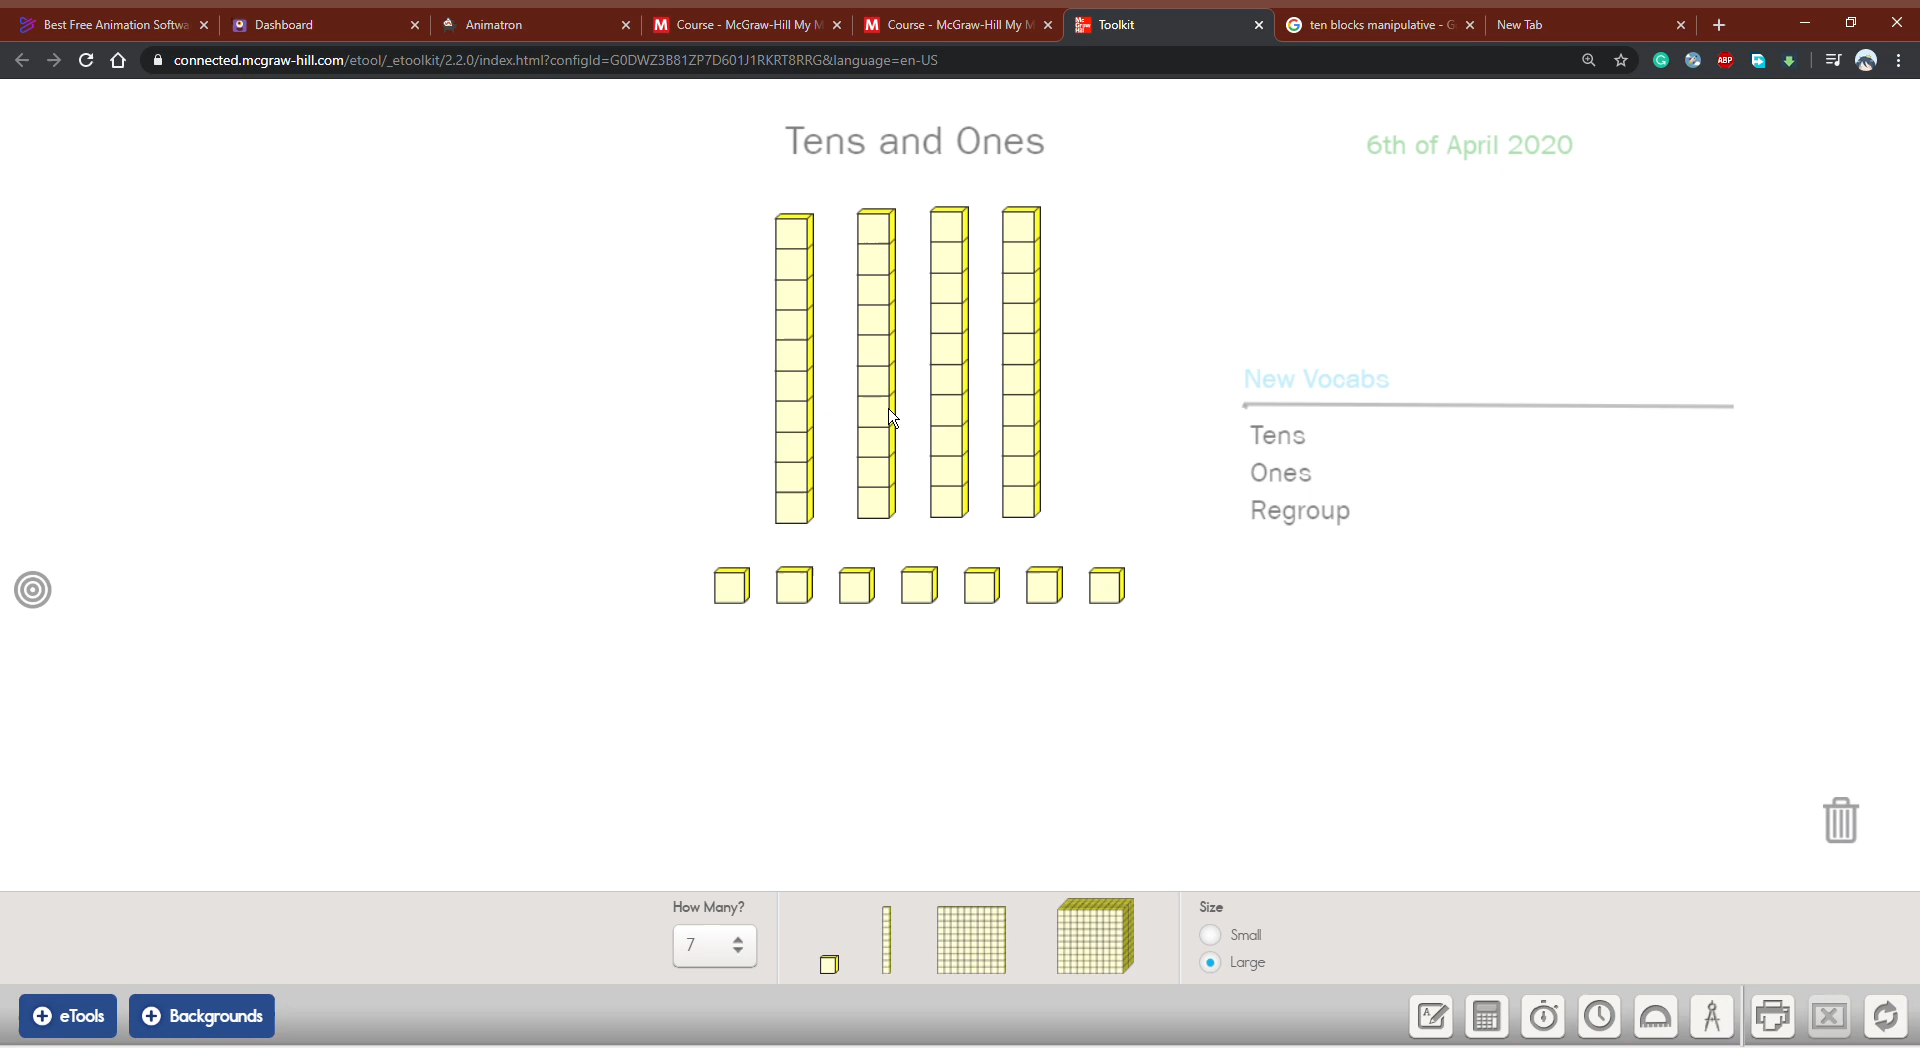 Best Free Animation Softwa
Dashboard
Animatron
Course - McGraw-Hill My M
Course - McGraw-Hill My M
Toolkit
ten blocks manipulative - G
New Tab
connected.mcgraw-hill.com/etool/_etoolkit/2.2.0/index.html?configId=G0DWZ3B81ZP7D601J1RKRT8RRG&language=en-US
ABP
Tens and Ones
6th of April 2020
New Vocabs
Tens
Ones
Regroup
How Many?
7
Size
Small
Large
eTools
Backgrounds